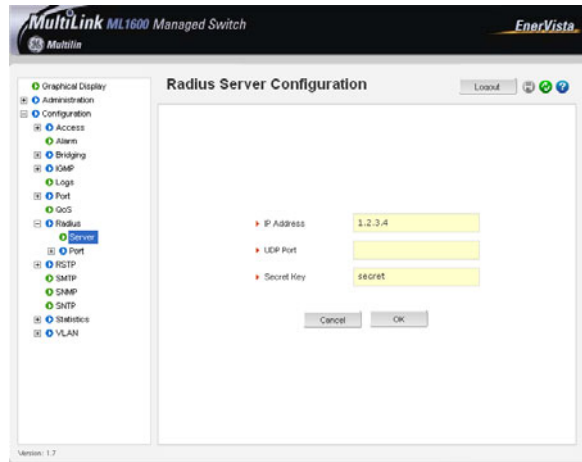 MultiLink ML1600 Managed Switch
EnerVista
Multilin
Graphical Display
Administration
Configuration
Access
Alarm
Bridging
IGMP
Logs
Port
QoS
Radius
Server
Port
RSTP
SMTP
SNMP
SNTP
Statistics
VLAN
Radius Server Configuration
Logout
IP Address
1.2.3.4
UDP Port
Secret Key
secret
Cancel
OK
Version: 1.7